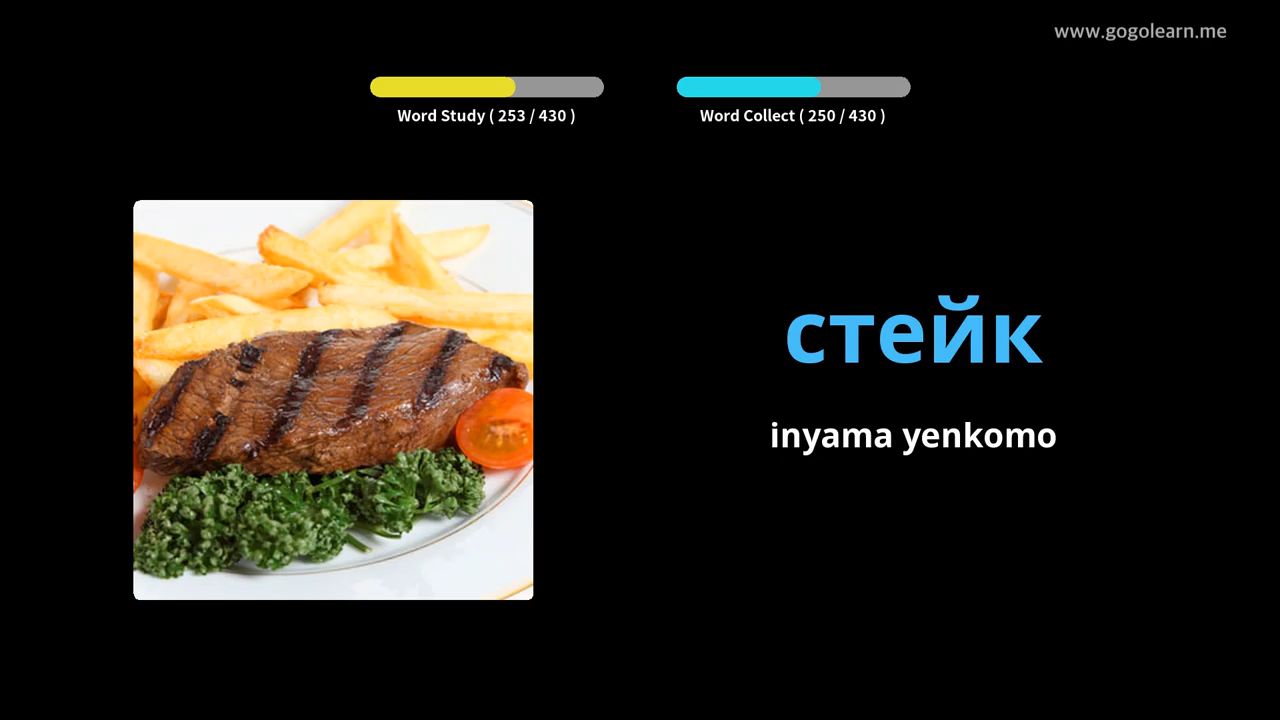 www.gogolearn.me
Word Study ( 253 / 430 )
Word Collect ( 250 / 430 )
стейк
inyama yenkomo